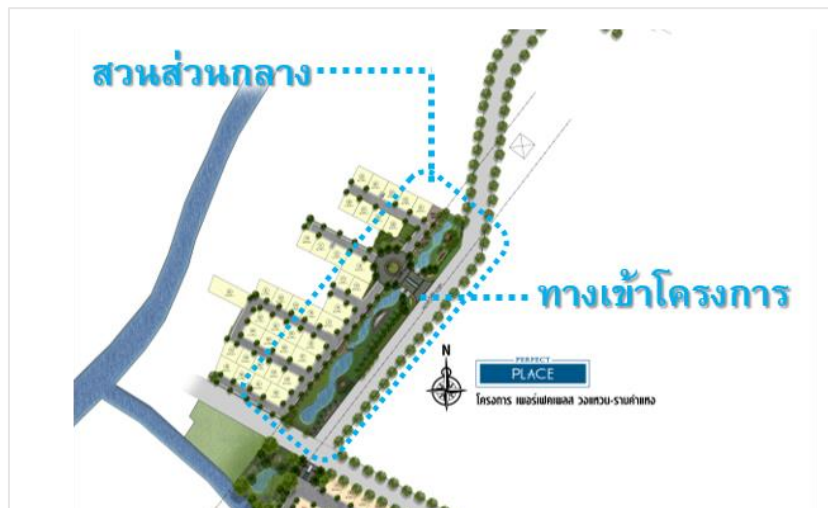 สวนส่วนกลาง
ทางเข้าโครงการ
N
PERFECT
PLACE
โครงการ เพอร์เฟคเพลส วงแหวน-รามคำแหง